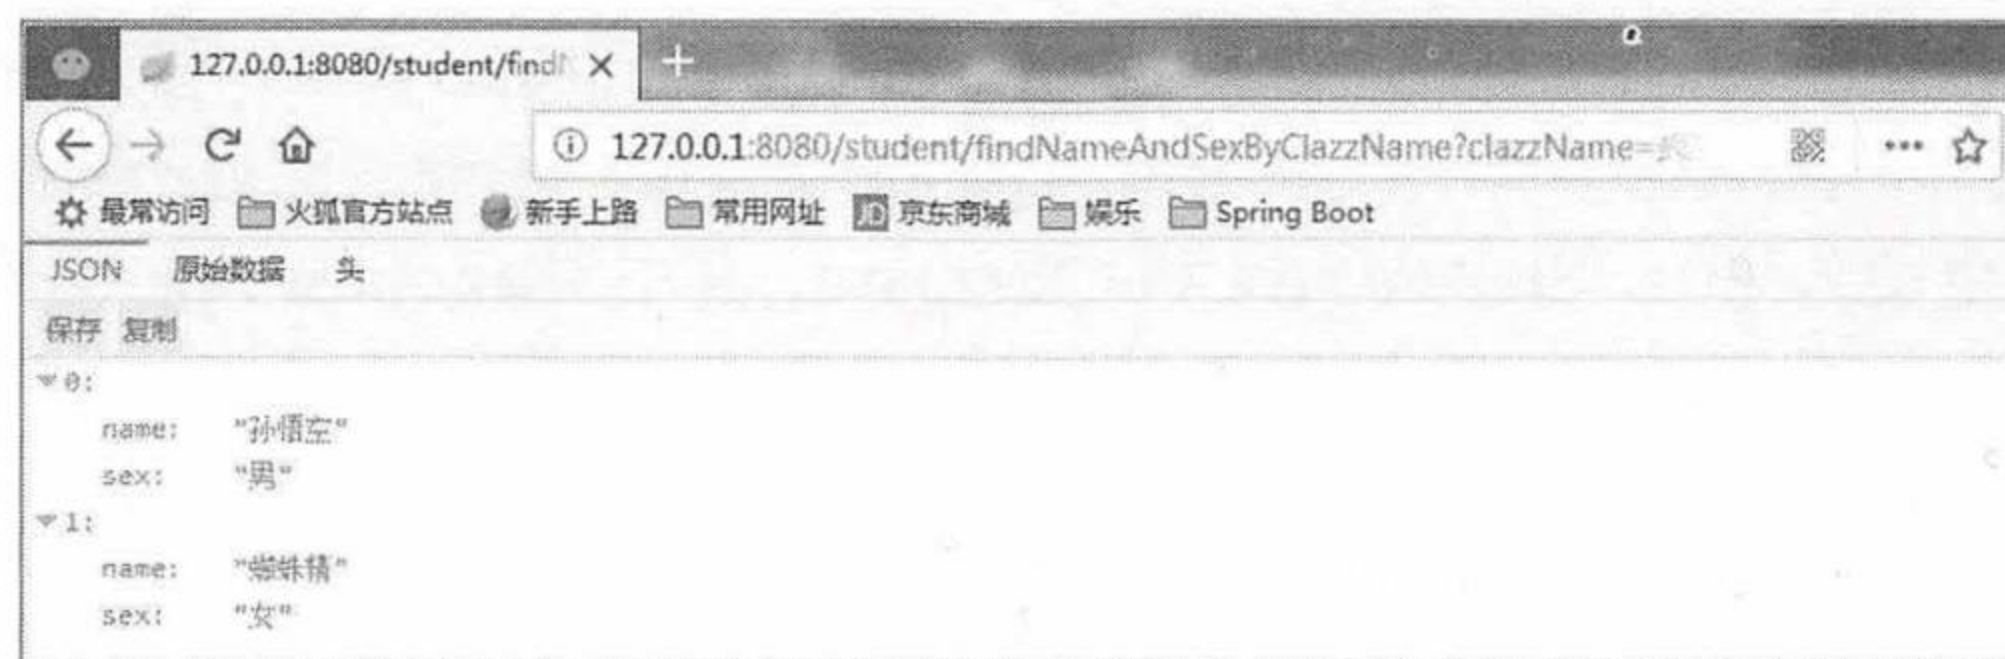 127.0.0.1:8080/student/find
127.0.0.1:8080/student/findNameAndSexByClazzName?clazzName=
最常访问 火狐官方站点 新手上路 常用网址 JD 京东商城 娱乐 Spring Boot
JSON 原始数据 头
保存 复制
0:
name: "孙悟空"
sex: "男"
1:
name: "蜘蛛精"
sex: "女"